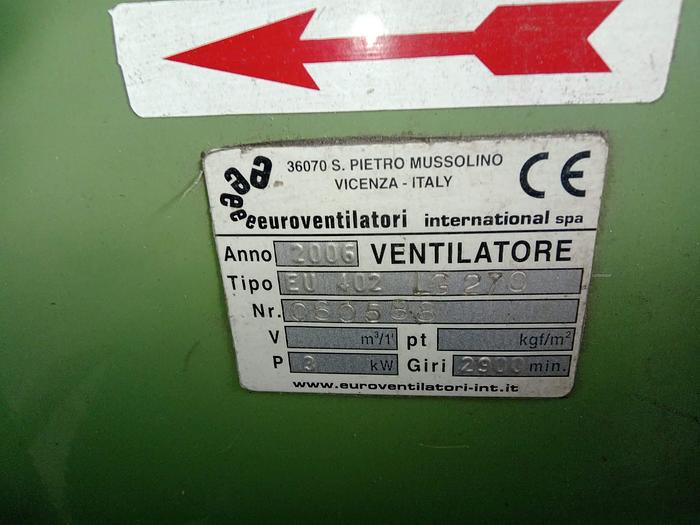 36070 S. PIETRO MUSSOLINO
VICENZA - ITALY
CE
euroventilatori international spa
Anno 2006 VENTILATORE
Tipo EU 402 LG 270
Nr. 060588
V m³/1' pt kgf/m²
P 3 kW Giri 2900 min.
www.euroventilatori-int.it